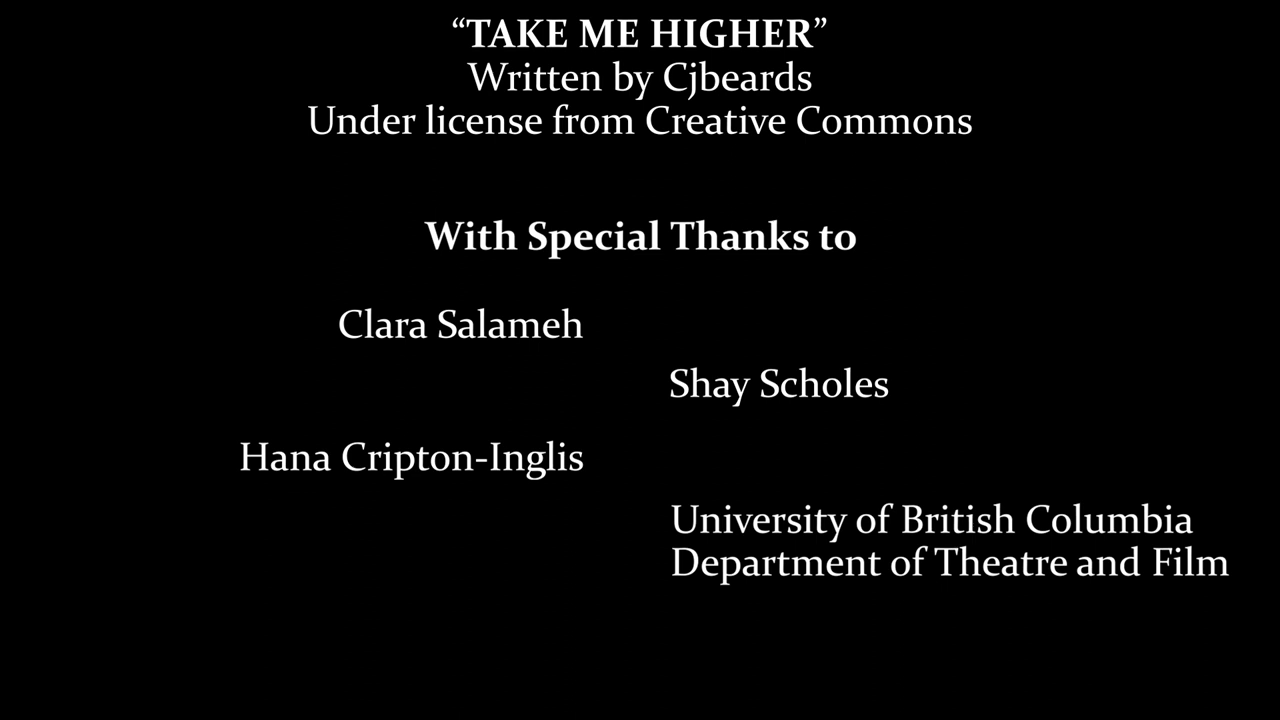 “TAKE ME HIGHER”
Written by Cjbeards
Under license from Creative Commons
With Special Thanks to
Clara Salameh
Shay Scholes
Hana Cripton-Inglis
University of British Columbia
Department of Theatre and Film